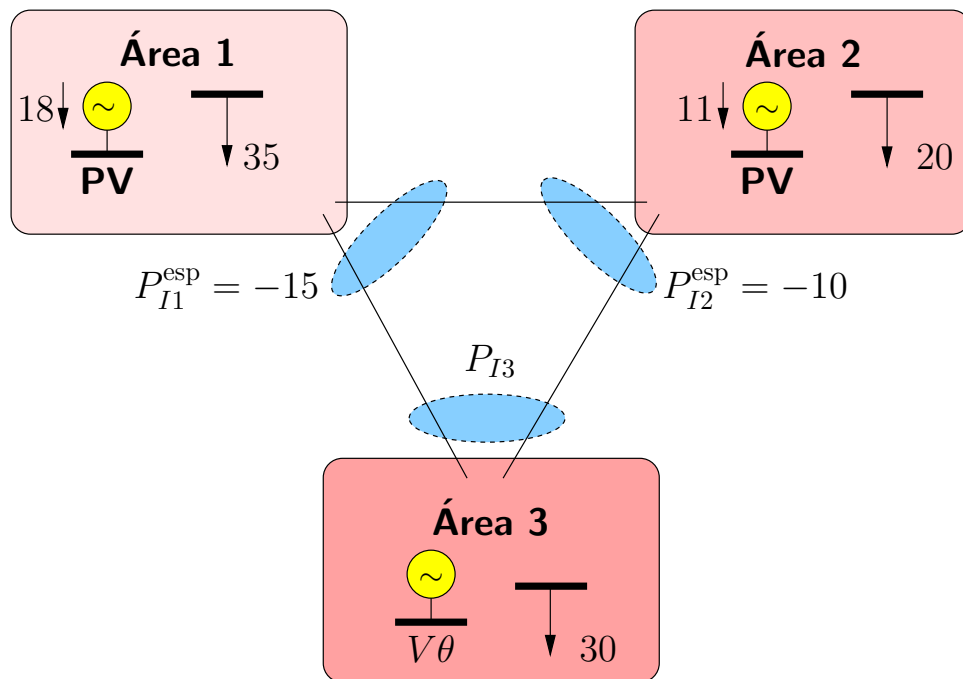 Área 1
18
~
35
PV
Área 2
11
~
20
PV
P_{I1}^{esp} = −15
P_{I2}^{esp} = −10
P_{I3}
Área 3
~
Vθ
30